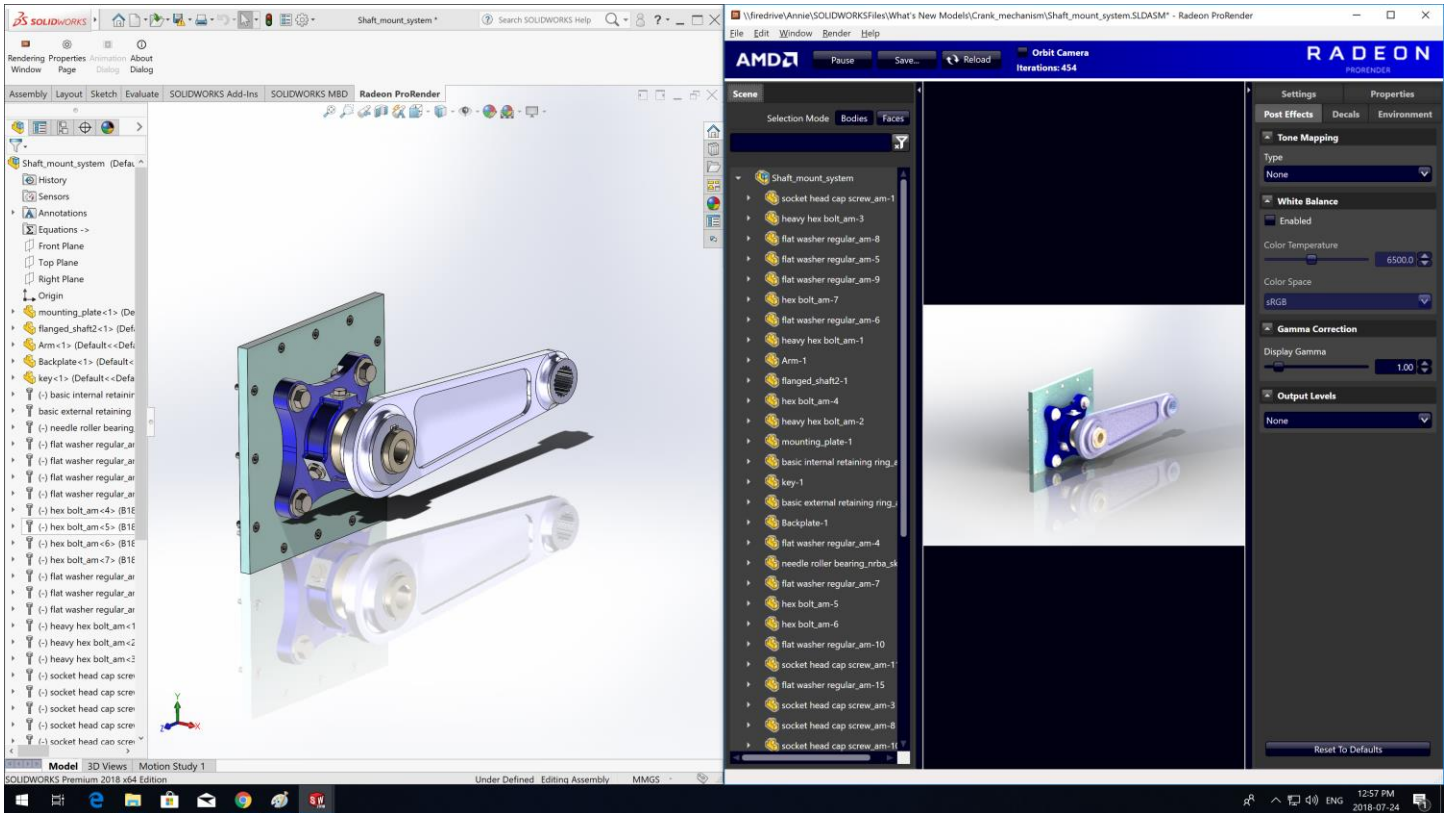 SOLIDWORKS
Shaft_mount_system *
Search SOLIDWORKS Help
Rendering Window
Properties Page
Animation Dialog
About Dialog
Assembly Layout Sketch Evaluate SOLIDWORKS Add-Ins SOLIDWORKS MBD Radeon ProRender
Shaft_mount_system (Defau
History
Sensors
Annotations
Equations ->
Front Plane
Top Plane
Right Plane
Origin
mounting_plate<1> (De
flanged_shaft2<1> (Defa
Arm<1> (Default<<Defa
Backplate<1> (Default<
key<1> (Default<<Defa
(-) basic internal retainin
basic external retaining
(-) needle roller bearing
(-) flat washer regular_ar
(-) flat washer regular_ar
(-) flat washer regular_ar
(-) flat washer regular_ar
(-) hex bolt_am<4> (B18
(-) hex bolt_am<5> (B18
(-) hex bolt_am<6> (B18
(-) hex bolt_am<7> (B18
(-) flat washer regular_ar
(-) flat washer regular_ar
(-) flat washer regular_ar
(-) heavy hex bolt_am<1
(-) heavy hex bolt_am<2
(-) heavy hex bolt_am<3
(-) socket head cap screv
(-) socket head cap screv
(-) socket head cap screv
(-) socket head cap screv
(-) socket head cap screv
Y
X
Z
Model 3D Views Motion Study 1
SOLIDWORKS Premium 2018 x64 Edition
Under Defined Editing Assembly MMGS
\\firedrive\Annie\SOLIDWORKSFiles\What's New Models\Crank_mechanism\Shaft_mount_system.SLDASM* - Radeon ProRender
File Edit Window Render Help
AMD Pause Save... Reload
Orbit Camera
Iterations: 454
RADEON
PRORENDER
Scene
Selection Mode Bodies Faces
Shaft_mount_system
socket head cap screw_am-1
heavy hex bolt_am-3
flat washer regular_am-8
flat washer regular_am-5
flat washer regular_am-9
hex bolt_am-7
flat washer regular_am-6
heavy hex bolt_am-1
Arm-1
flanged_shaft2-1
hex bolt_am-4
heavy hex bolt_am-2
mounting_plate-1
basic internal retaining ring_a
key-1
basic external retaining ring_
Backplate-1
flat washer regular_am-4
needle roller bearing_nrba_sk
flat washer regular_am-7
hex bolt_am-5
hex bolt_am-6
flat washer regular_am-10
socket head cap screw_am-1
flat washer regular_am-15
socket head cap screw_am-3
socket head cap screw_am-8
socket head cap screw_am-10
Settings Properties
Post Effects Decals Environment
Tone Mapping
Type
None
White Balance
Enabled
Color Temperature
6500.0
Color Space
sRGB
Gamma Correction
Display Gamma
1.00
Output Levels
None
Reset To Defaults
ENG
12:57 PM
2018-07-24